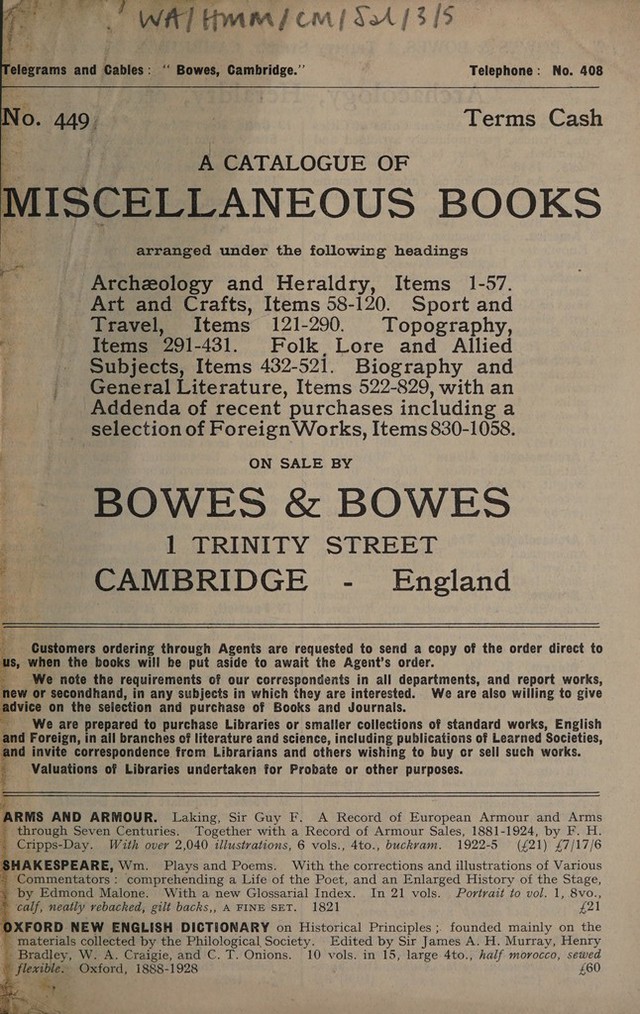 WA/HMM/CM/Sal/3/5
Telegrams and Cables: "Bowes, Cambridge."    Telephone: No. 408
No. 449    Terms Cash
A CATALOGUE OF
MISCELLANEOUS BOOKS
arranged under the following headings
Archæology and Heraldry, Items 1-57.
Art and Crafts, Items 58-120. Sport and
Travel, Items 121-290. Topography,
Items 291-431. Folk Lore and Allied
Subjects, Items 432-521. Biography and
General Literature, Items 522-829, with an
Addenda of recent purchases including a
selection of Foreign Works, Items 830-1058.
ON SALE BY
BOWES & BOWES
1 TRINITY STREET
CAMBRIDGE - England
Customers ordering through Agents are requested to send a copy of the order direct to
us, when the books will be put aside to await the Agent's order.
We note the requirements of our correspondents in all departments, and report works,
new or secondhand, in any subjects in which they are interested. We are also willing to give
advice on the selection and purchase of Books and Journals.
We are prepared to purchase Libraries or smaller collections of standard works, English
and Foreign, in all branches of literature and science, including publications of Learned Societies,
and invite correspondence from Librarians and others wishing to buy or sell such works.
Valuations of Libraries undertaken for Probate or other purposes.
ARMS AND ARMOUR. Laking, Sir Guy F. A Record of European Armour and Arms
through Seven Centuries. Together with a Record of Armour Sales, 1881-1924, by F. H.
Cripps-Day. With over 2,040 illustrations, 6 vols., 4to., buckram. 1922-5 (£21) £7/17/6
SHAKESPEARE, Wm. Plays and Poems. With the corrections and illustrations of Various
Commentators: comprehending a Life of the Poet, and an Enlarged History of the Stage,
by Edmond Malone. With a new Glossarial Index. In 21 vols. Portrait to vol. 1, 8vo.,
calf, neatly rebacked, gilt backs,, A FINE SET. 1821    £21
OXFORD NEW ENGLISH DICTIONARY on Historical Principles; founded mainly on the
materials collected by the Philological Society. Edited by Sir James A. H. Murray, Henry
Bradley, W. A. Craigie, and C. T. Onions. 10 vols. in 15, large 4to., half morocco, sewed
flexible. Oxford, 1888-1928    £60